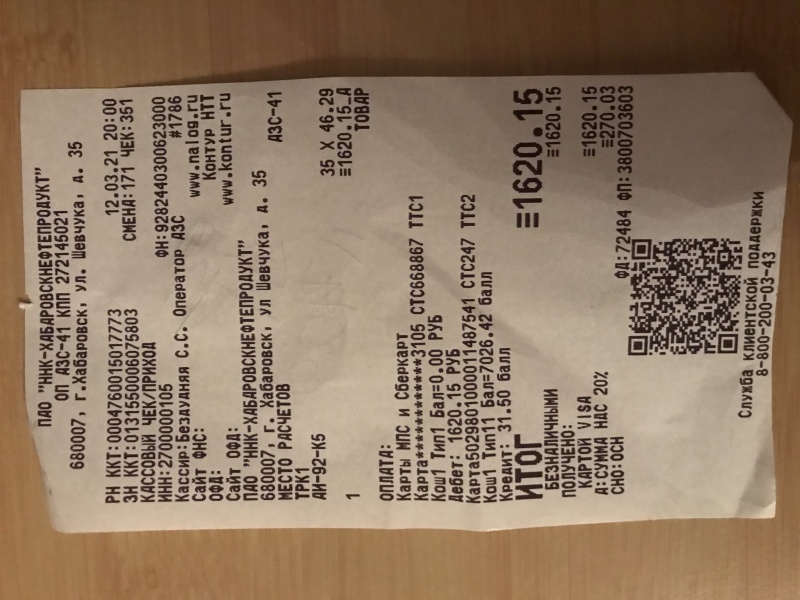 ПАО "ННК-ХАБАРОВСКНЕФТЕПРОДУКТ"
ОП АЗС-41 КПП 272145021
680007, г.Хабаровск, ул. Шевчука, д. 35
РН ККТ:0004760015017773 12.03.21 20:00
ЗН ККТ:0131550006075803 СМЕНА:171 ЧЕК:351
КАССОВЫЙ ЧЕК/ПРИХОД
ИНН:2700000105 ФН:9282440300623000
Кассир:Бездудняя С.С. Оператор АЗС #1786
Сайт ФНС: www.nalog.ru
ОФД: Контур НТТ
Сайт ОФД: www.kontur.ru
ПАО "ННК-ХАБАРОВСКНЕФТЕПРОДУКТ"
680007, г. Хабаровск, ул Шевчука, д. 35
МЕСТО РАСЧЕТОВ АЗС-41
ТРК1
АИ-92-К5
35 X 46.29
1 ≡1620.15_А
ТОВАР
ОПЛАТА:
Карты МПС и Сберкарт
Карта************3105 СТС668867 ТТС1
Кош1 Тип1 Бал=0.00 РУБ
Дебет: 1620.15 РУБ
Карта6029801000011487541 СТС247 ТТС2
Кош1 Тип11 Бал=7026.42 балл
Кредит: 31.50 балл
ИТОГ ≡1620.15
БЕЗНАЛИЧНЫМИ ≡1620.15
ПОЛУЧЕНО:
КАРТОЙ VISA ≡1620.15
А:СУММА НДС 20% ≡270.03
СНО:ОСН ФД:72484 ФП:3800703603
Служба клиентской поддержки
8-800-200-03-43